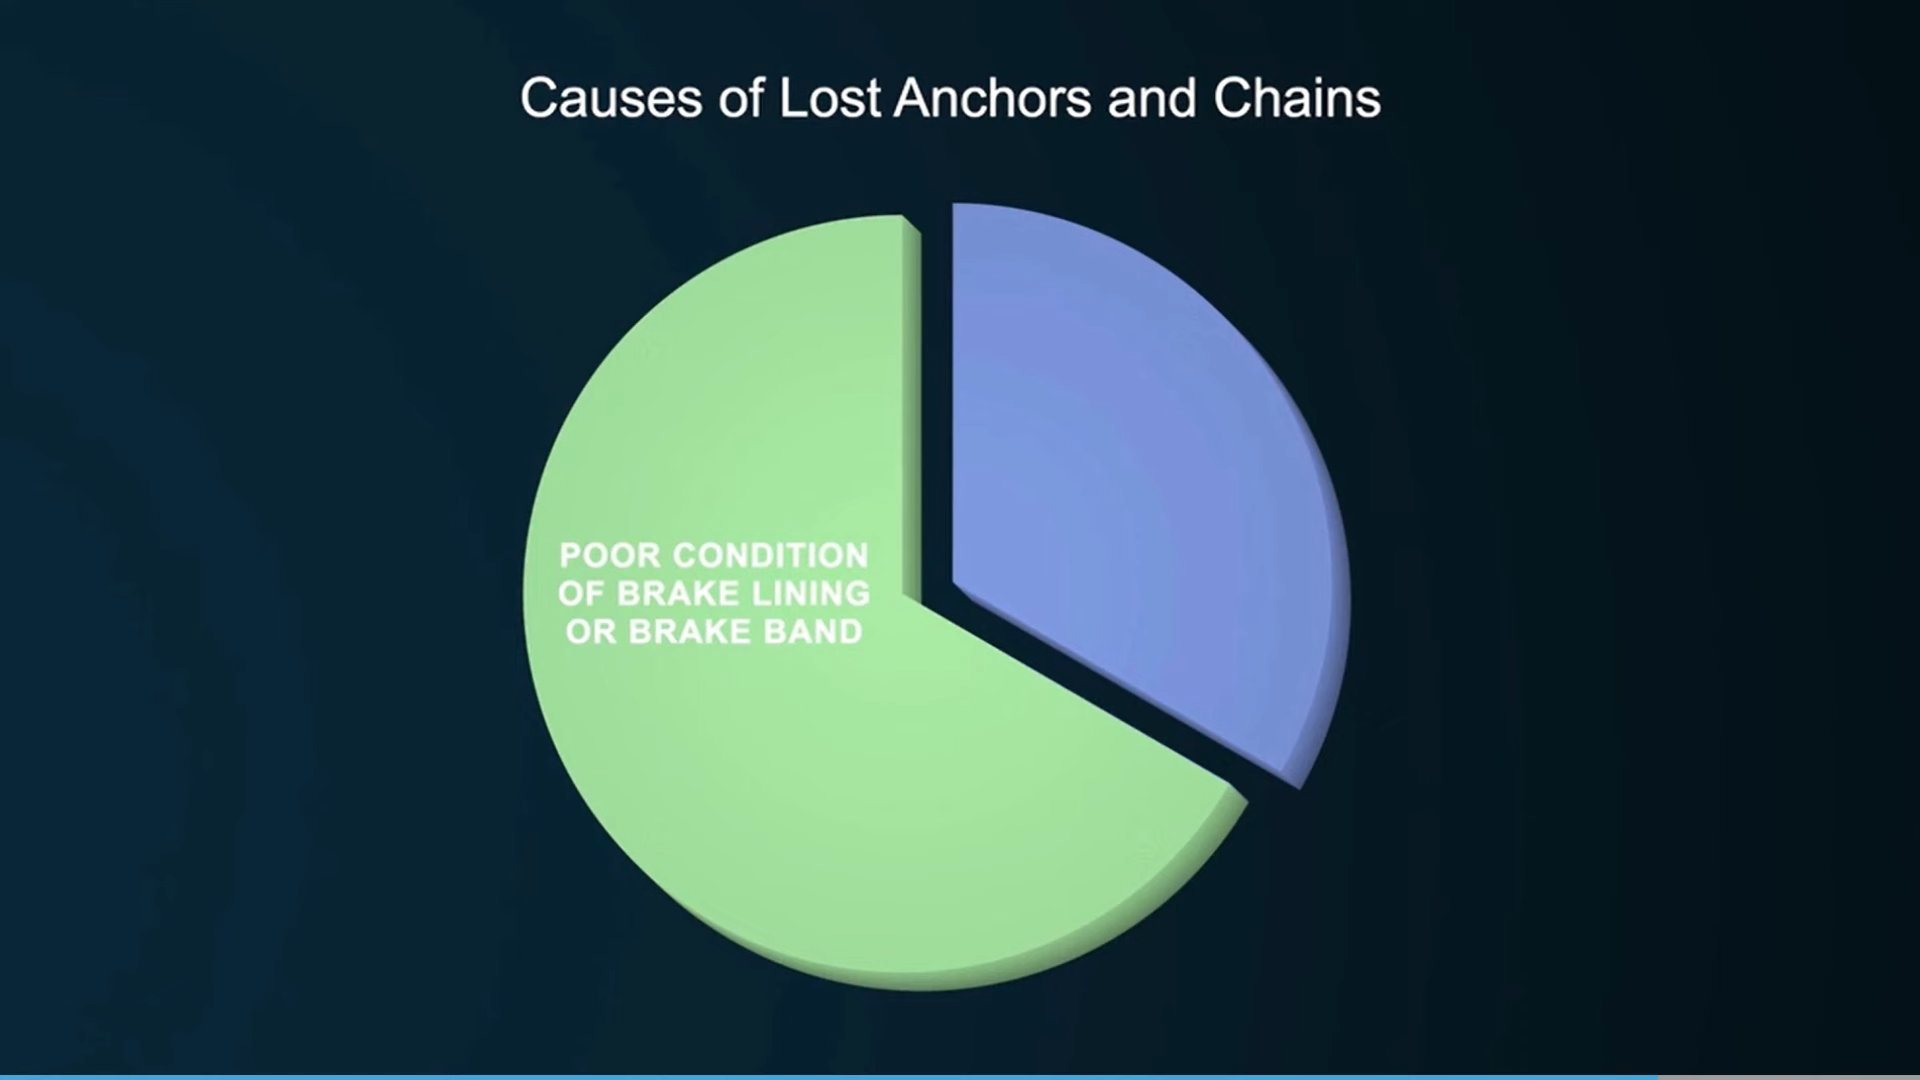 Causes of Lost Anchors and Chains
POOR CONDITION
OF BRAKE LINING
OR BRAKE BAND